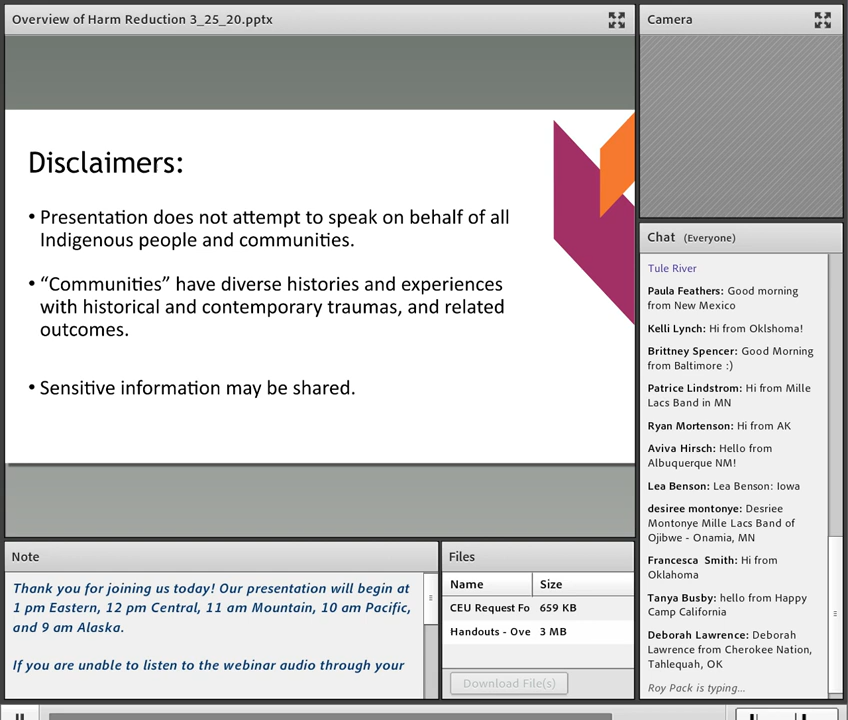 Overview of Harm Reduction 3_25_20.pptx
Disclaimers:
• Presentation does not attempt to speak on behalf of all
Indigenous people and communities.
• “Communities” have diverse histories and experiences
with historical and contemporary traumas, and related
outcomes.
• Sensitive information may be shared.
Note
Thank you for joining us today! Our presentation will begin at
1 pm Eastern, 12 pm Central, 11 am Mountain, 10 am Pacific,
and 9 am Alaska.
If you are unable to listen to the webinar audio through your
Files
Name Size
CEU Request Fo 659 KB
Handouts - Ove 3 MB
Download File(s)
Camera
Chat (Everyone)
Tule River
Paula Feathers: Good morning
from New Mexico
Kelli Lynch: Hi from Oklshoma!
Brittney Spencer: Good Morning
from Baltimore :)
Patrice Lindstrom: Hi from Mille
Lacs Band in MN
Ryan Mortenson: Hi from AK
Aviva Hirsch: Hello from
Albuquerque NM!
Lea Benson: Lea Benson: Iowa
desiree montonye: Desriee
Montonye Mille Lacs Band of
Ojibwe - Onamia, MN
Francesca Smith: Hi from
Oklahoma
Tanya Busby: hello from Happy
Camp California
Deborah Lawrence: Deborah
Lawrence from Cherokee Nation,
Tahlequah, OK
Roy Pack is typing...